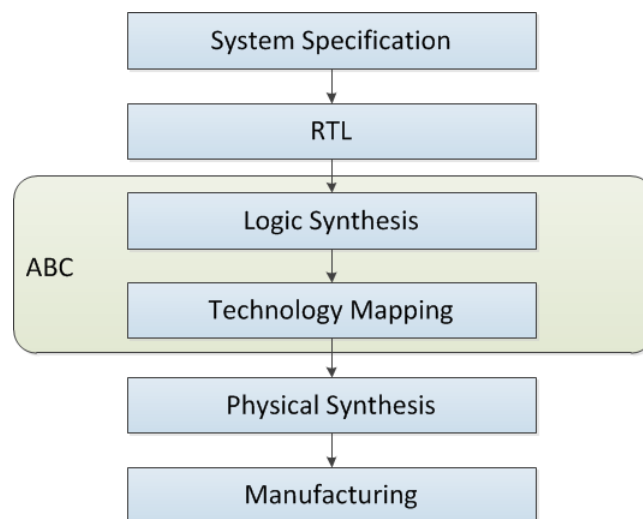 System Specification
RTL
Logic Synthesis
ABC
Technology Mapping
Physical Synthesis
Manufacturing